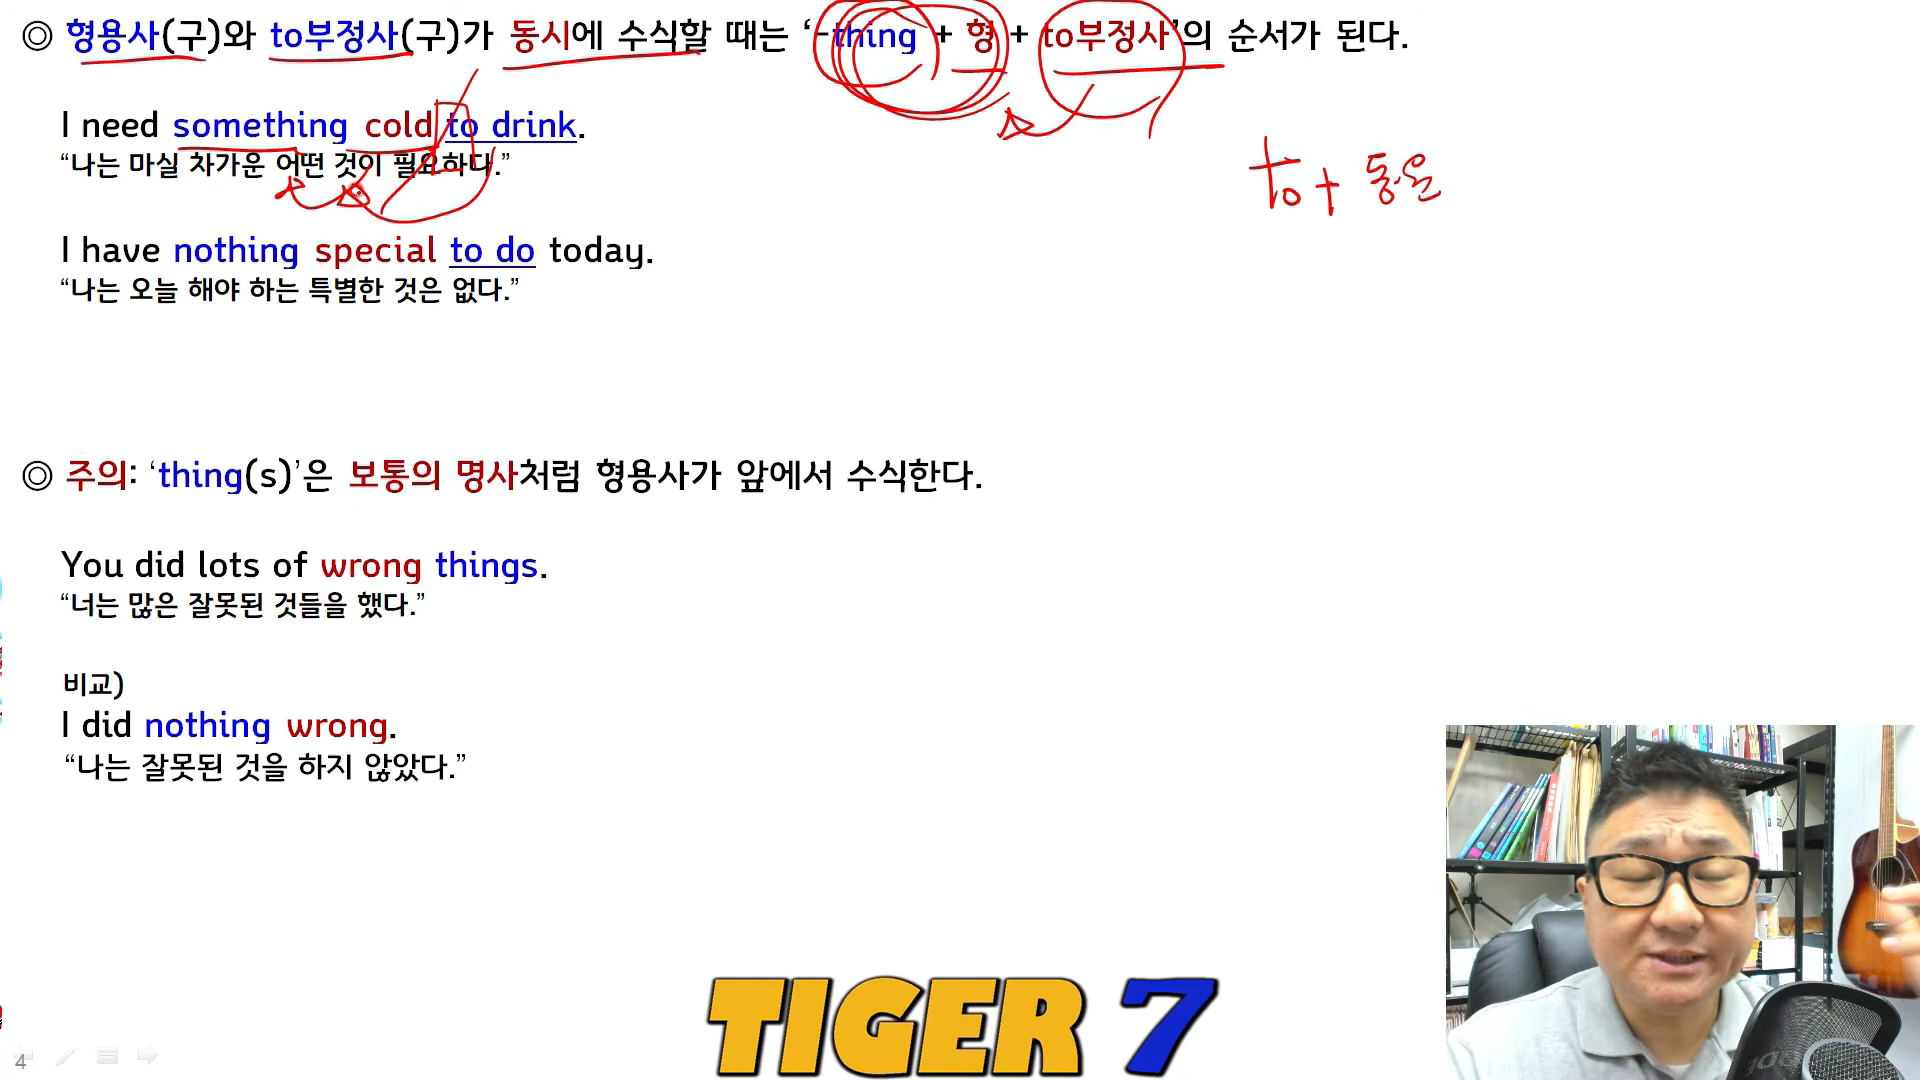 ◎ 형용사(구)와 to부정사(구)가 동시에 수식할 때는 ‘-thing + 형 + to부정사’의 순서가 된다.
I need something cold to drink.
“나는 마실 차가운 어떤 것이 필요하다.”
to + 동원
I have nothing special to do today.
“나는 오늘 해야 하는 특별한 것은 없다.”
◎ 주의: ‘thing(s)’은 보통의 명사처럼 형용사가 앞에서 수식한다.
You did lots of wrong things.
“너는 많은 잘못된 것들을 했다.”
비교)
I did nothing wrong.
“나는 잘못된 것을 하지 않았다.”
TIGER 7
4